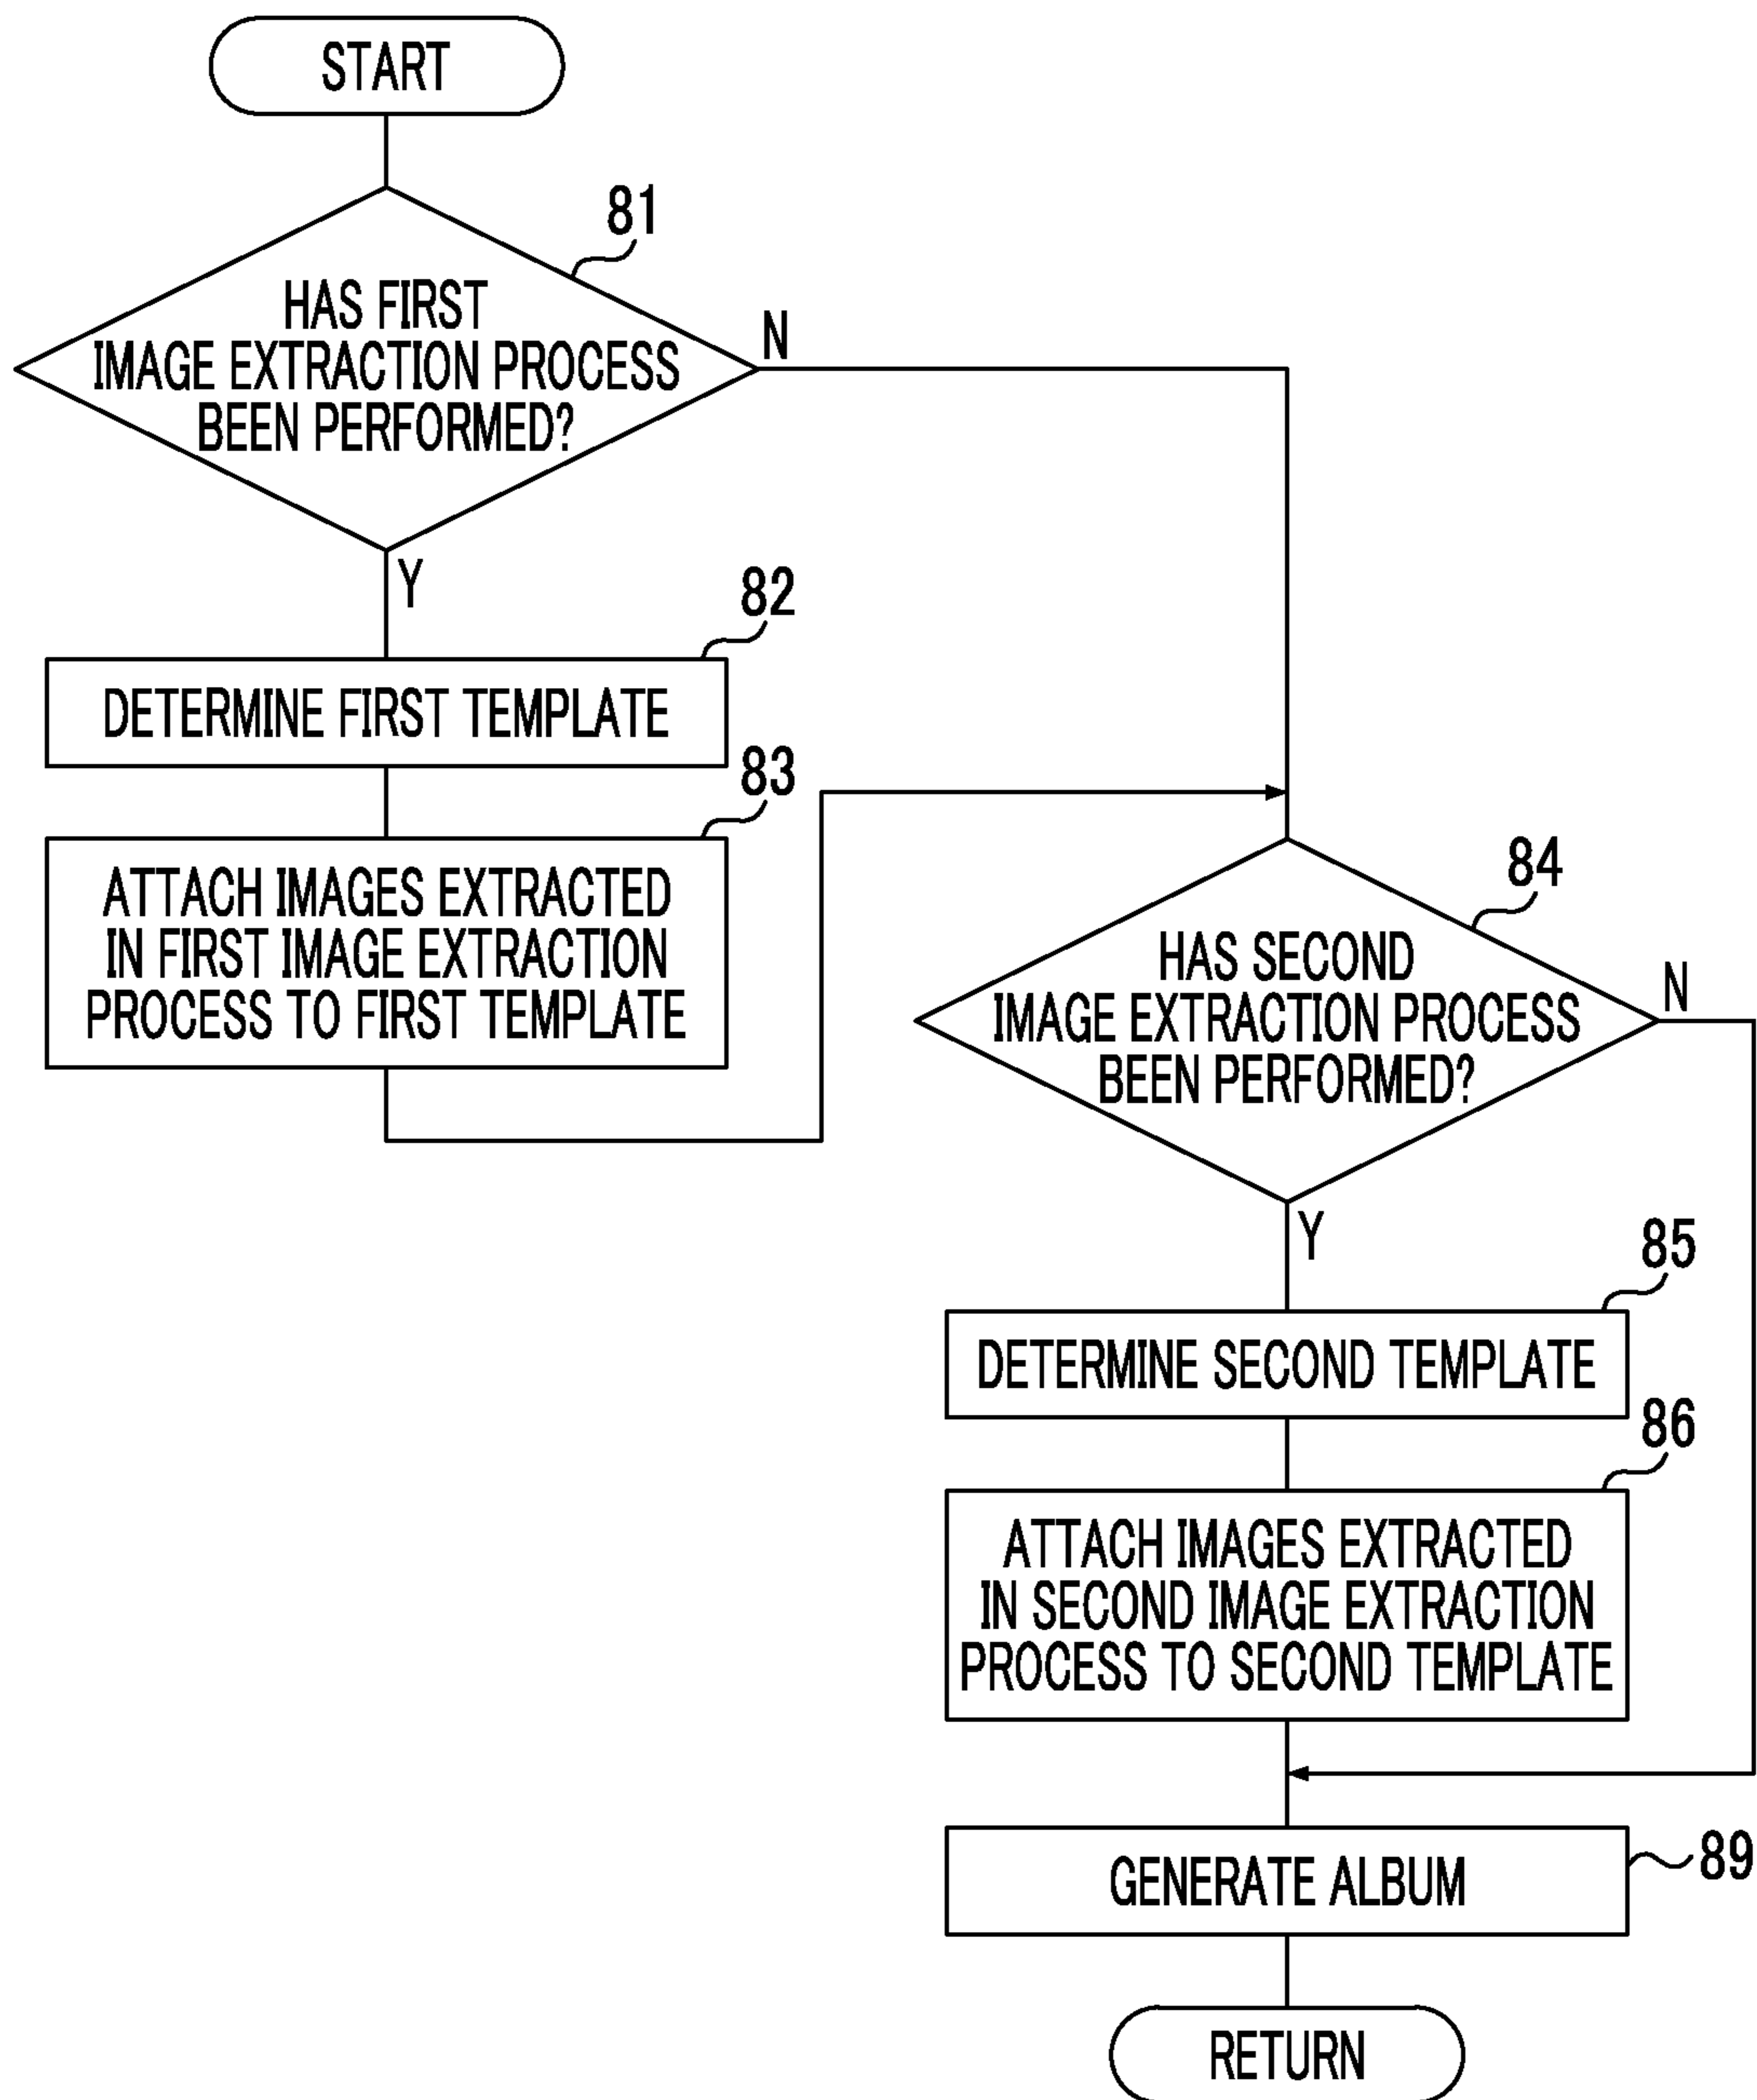 START
81
HAS FIRST
IMAGE EXTRACTION PROCESS
BEEN PERFORMED?
N
Y
82
DETERMINE FIRST TEMPLATE
83
ATTACH IMAGES EXTRACTED
IN FIRST IMAGE EXTRACTION
PROCESS TO FIRST TEMPLATE
84
HAS SECOND
IMAGE EXTRACTION PROCESS
BEEN PERFORMED?
N
Y
85
DETERMINE SECOND TEMPLATE
86
ATTACH IMAGES EXTRACTED
IN SECOND IMAGE EXTRACTION
PROCESS TO SECOND TEMPLATE
GENERATE ALBUM
89
RETURN